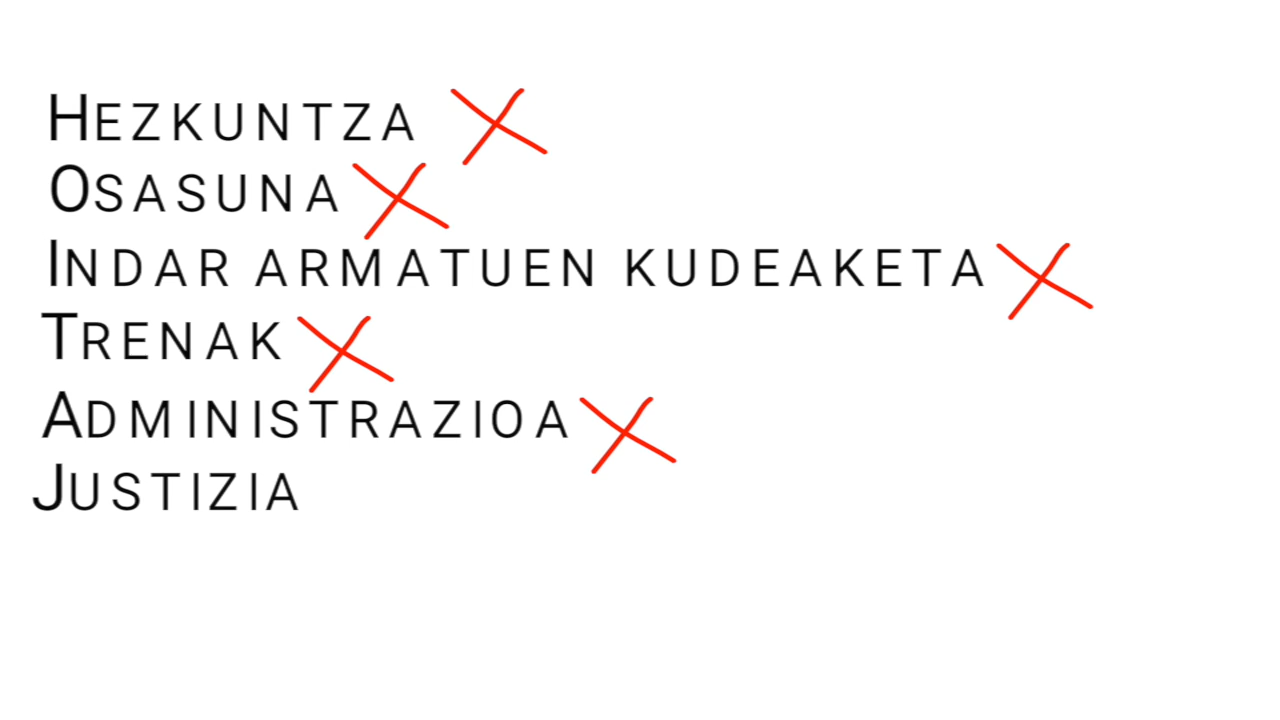 HEZKUNTZA
OSASUNA
INDAR ARMATUEN KUDEAKETA
TRENAK
ADMINISTRAZIOA
JUSTIZIA